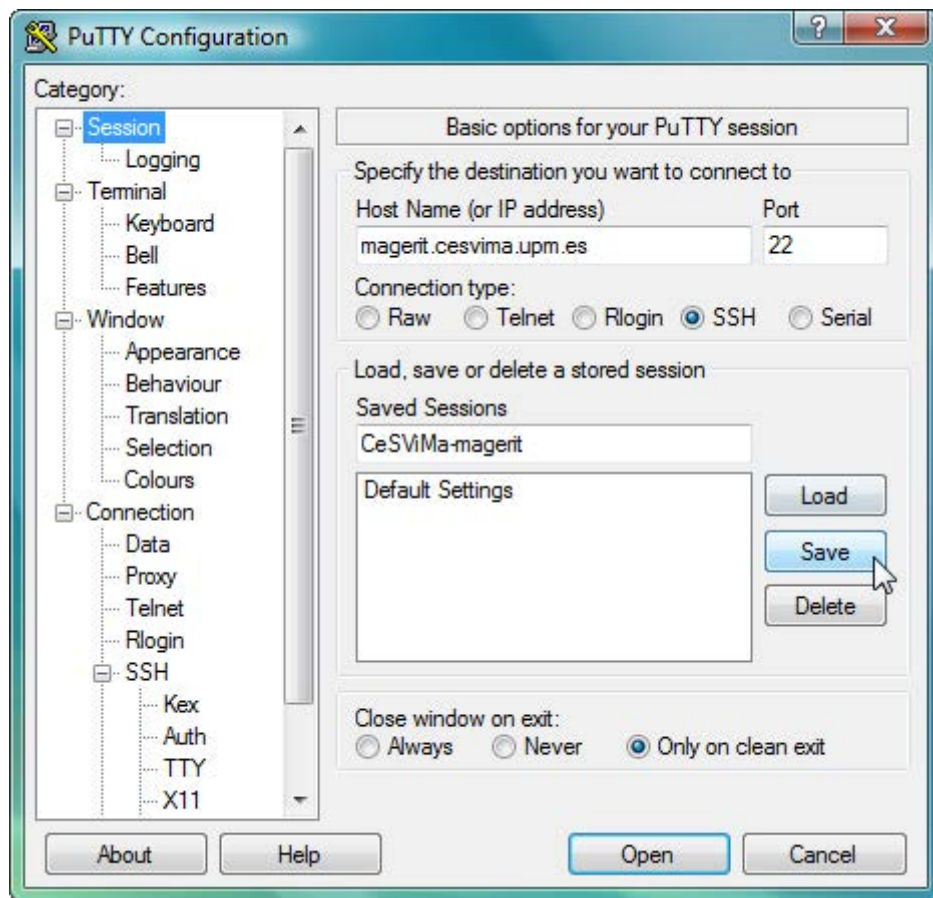 PuTTY Configuration
Category:
Session
Logging
Terminal
Keyboard
Bell
Features
Window
Appearance
Behaviour
Translation
Selection
Colours
Connection
Data
Proxy
Telnet
Rlogin
SSH
Kex
Auth
TTY
X11
Basic options for your PuTTY session
Specify the destination you want to connect to
Host Name (or IP address) Port
magerit.cesvima.upm.es 22
Connection type:
Raw Telnet Rlogin SSH Serial
Load, save or delete a stored session
Saved Sessions
CeSViMa-magerit
Default Settings
Load
Save
Delete
Close window on exit:
Always Never Only on clean exit
About Help Open Cancel